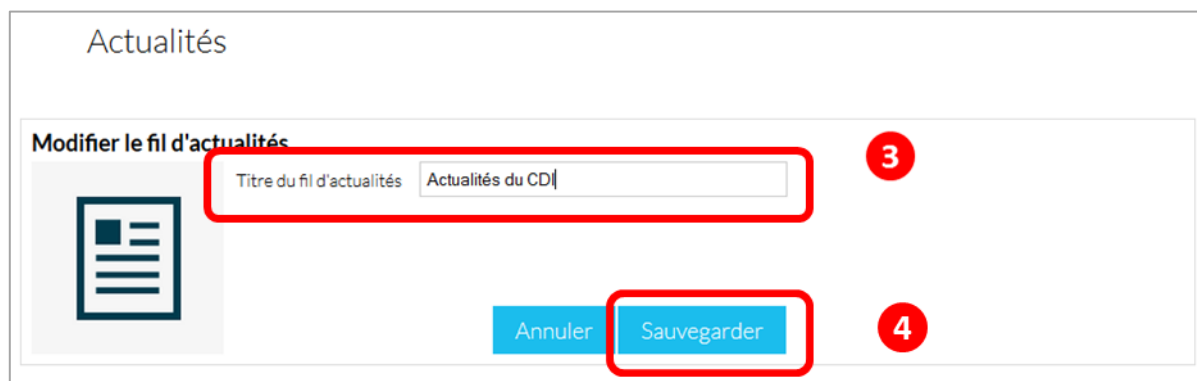 Actualités
Modifier le fil d'actualités
3
Titre du fil d'actualités Actualités du CDI
Annuler Sauvegarder
4